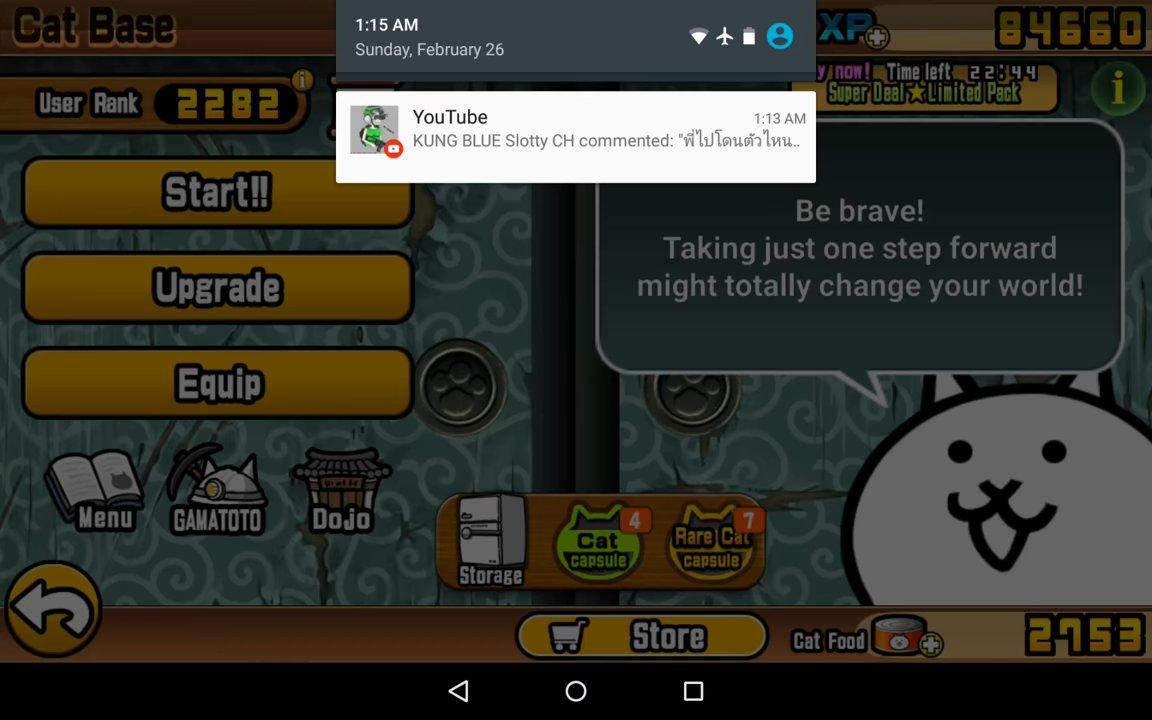 Cat Base
1:15 AM
Sunday, February 26
XP
84660
User Rank 2282
y now! Time left 22:44
Super Deal★Limited Pack
YouTube
1:13 AM
KUNG BLUE Slotty CH commented: "พี่ไปโดนตัวไหน..
Start!!
Upgrade
Equip
Be brave!
Taking just one step forward
might totally change your world!
Menu
GAMATOTO
Dojo
Storage
Cat
capsule
4
Rare Cat
capsule
7
Store
Cat Food
2753